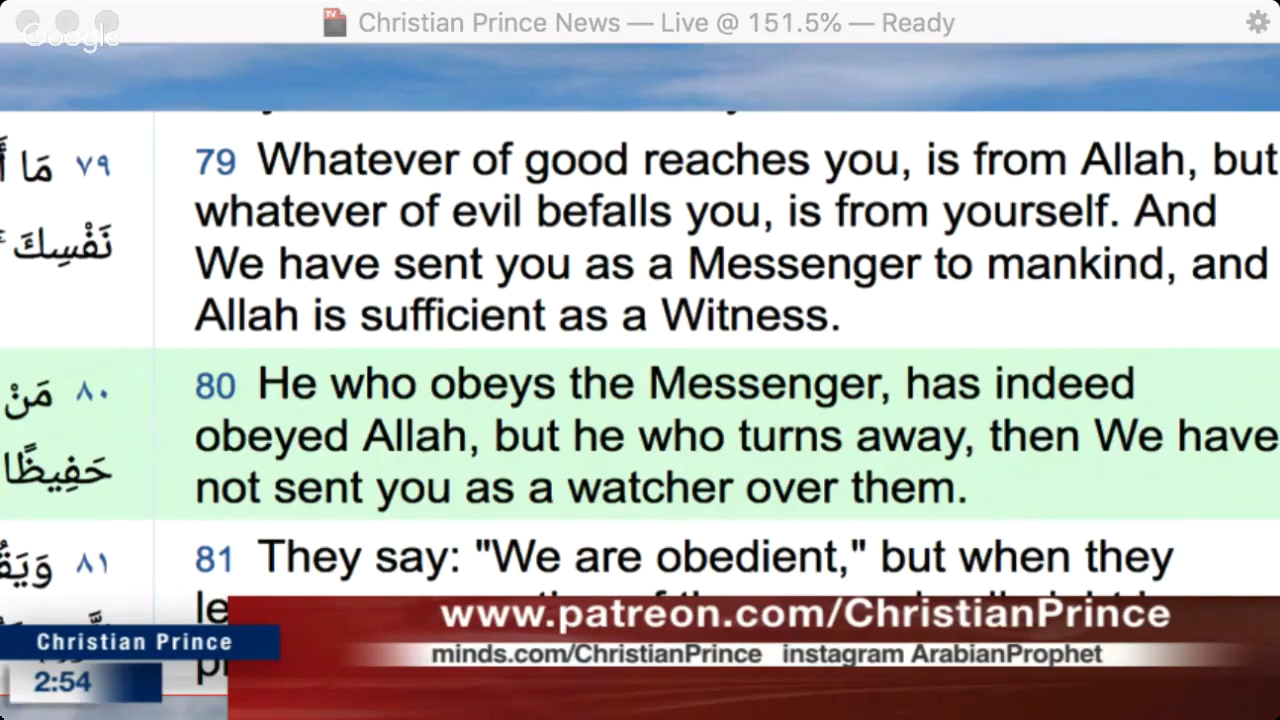 Christian Prince News — Live @ 151.5% — Ready
Google
79 Whatever of good reaches you, is from Allah, but
whatever of evil befalls you, is from yourself. And
We have sent you as a Messenger to mankind, and
Allah is sufficient as a Witness.
٧٩ مَا
نَفْسِكَ
80 He who obeys the Messenger, has indeed
obeyed Allah, but he who turns away, then We have
not sent you as a watcher over them.
٨٠ مَنْ
حَفِيظًا
81 They say: "We are obedient," but when they
٨١
www.patreon.com/ChristianPrince
minds.com/ChristianPrince instagram ArabianProphet
Christian Prince
2:54